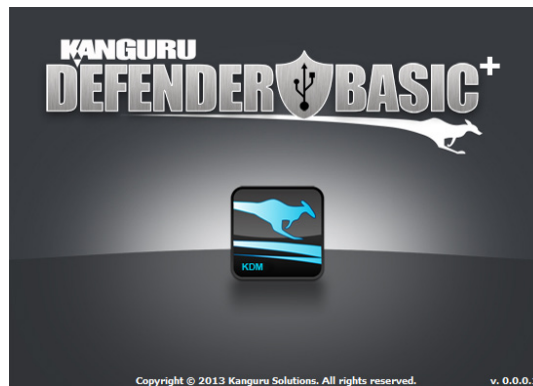 KANGURU
DEFENDER BASIC+
KDM
Copyright © 2013 Kanguru Solutions. All rights reserved. v. 0.0.0.